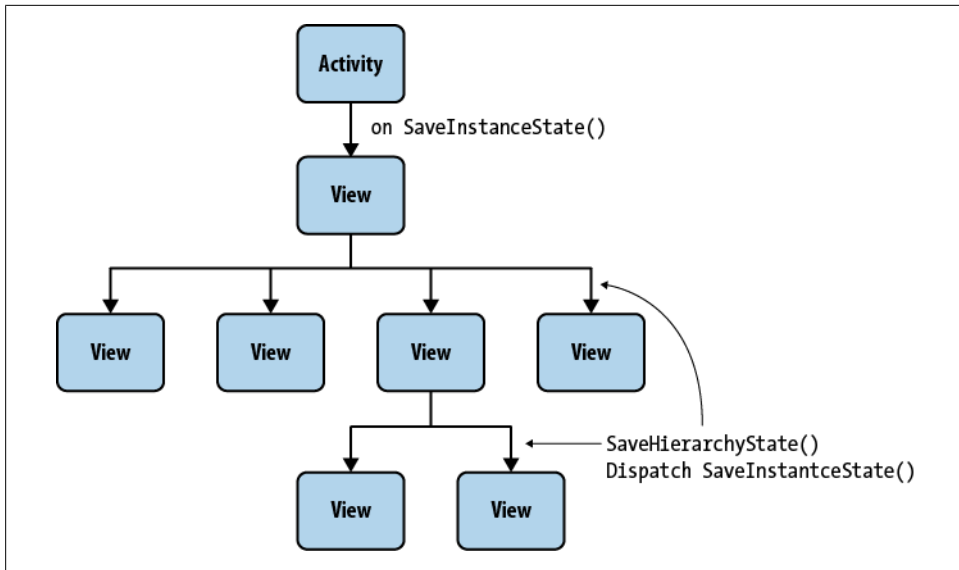 Activity
on SaveInstanceState()
View
View
View
View
View
SaveHierarchyState()
Dispatch SaveInstantceState()
View
View